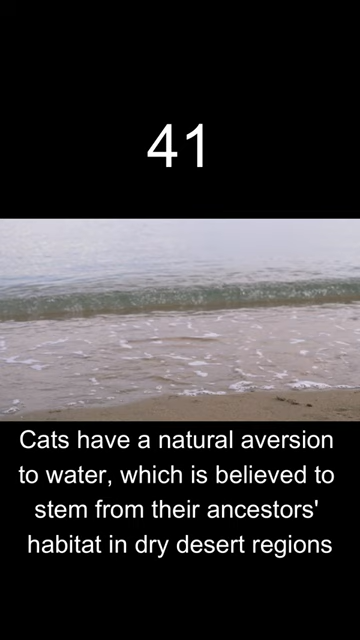 41
Cats have a natural aversion
to water, which is believed to
stem from their ancestors'
habitat in dry desert regions